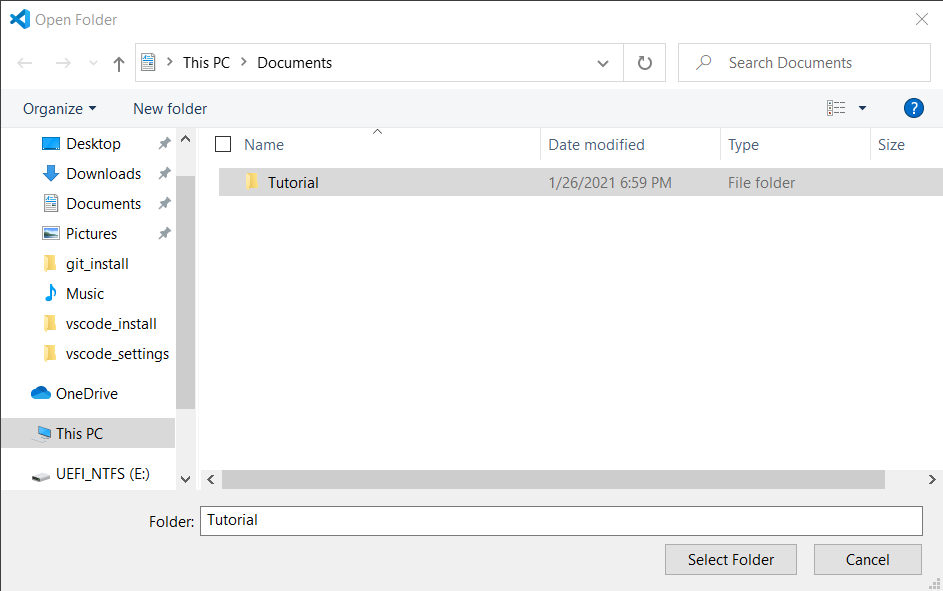 Open Folder
This PC > Documents
Search Documents
Organize
New folder
?
Desktop
Downloads
Documents
Pictures
git_install
Music
vscode_install
vscode_settings
OneDrive
This PC
UEFI_NTFS (E:)
Name Date modified Type Size
Tutorial 1/26/2021 6:59 PM File folder
Folder: Tutorial
Select Folder
Cancel